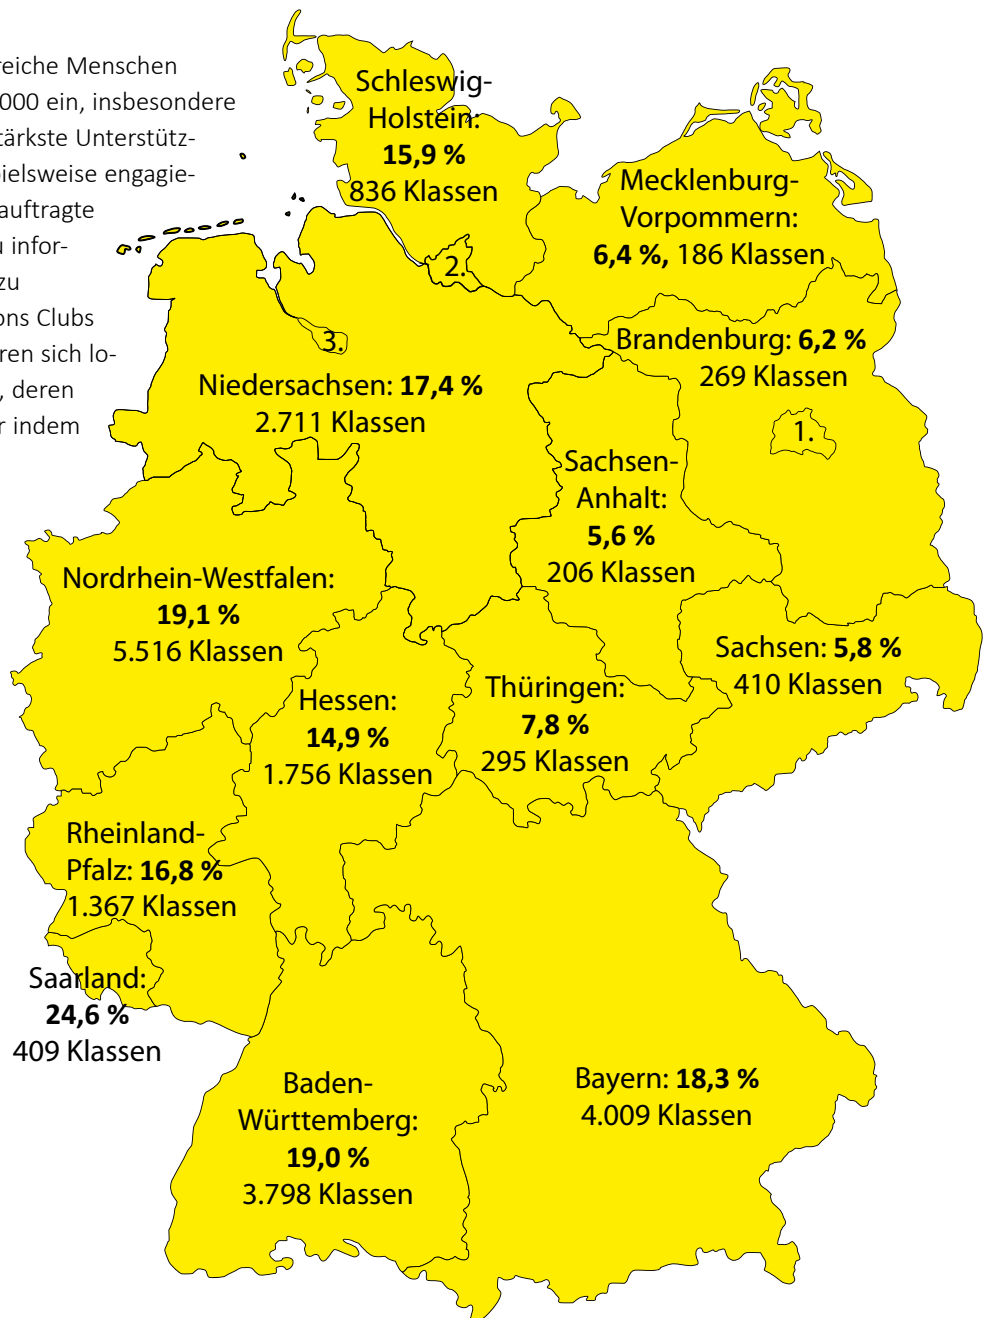 reiche Menschen
000 ein, insbesondere
tärkste Unterstütz-
ielsweise engagie-
auftragte
u infor-
zu
ons Clubs
ren sich lo-
, deren
r indem
Schleswig-
Holstein:
15,9 %
836 Klassen
Mecklenburg-
Vorpommern:
6,4 %, 186 Klassen
2.
3.
Brandenburg: 6,2 %
269 Klassen
1.
Niedersachsen: 17,4 %
2.711 Klassen
Sachsen-
Anhalt:
5,6 %
206 Klassen
Nordrhein-Westfalen:
19,1 %
5.516 Klassen
Sachsen: 5,8 %
410 Klassen
Hessen:
14,9 %
1.756 Klassen
Thüringen:
7,8 %
295 Klassen
Rheinland-
Pfalz: 16,8 %
1.367 Klassen
Saarland:
24,6 %
409 Klassen
Baden-
Württemberg:
19,0 %
3.798 Klassen
Bayern: 18,3 %
4.009 Klassen